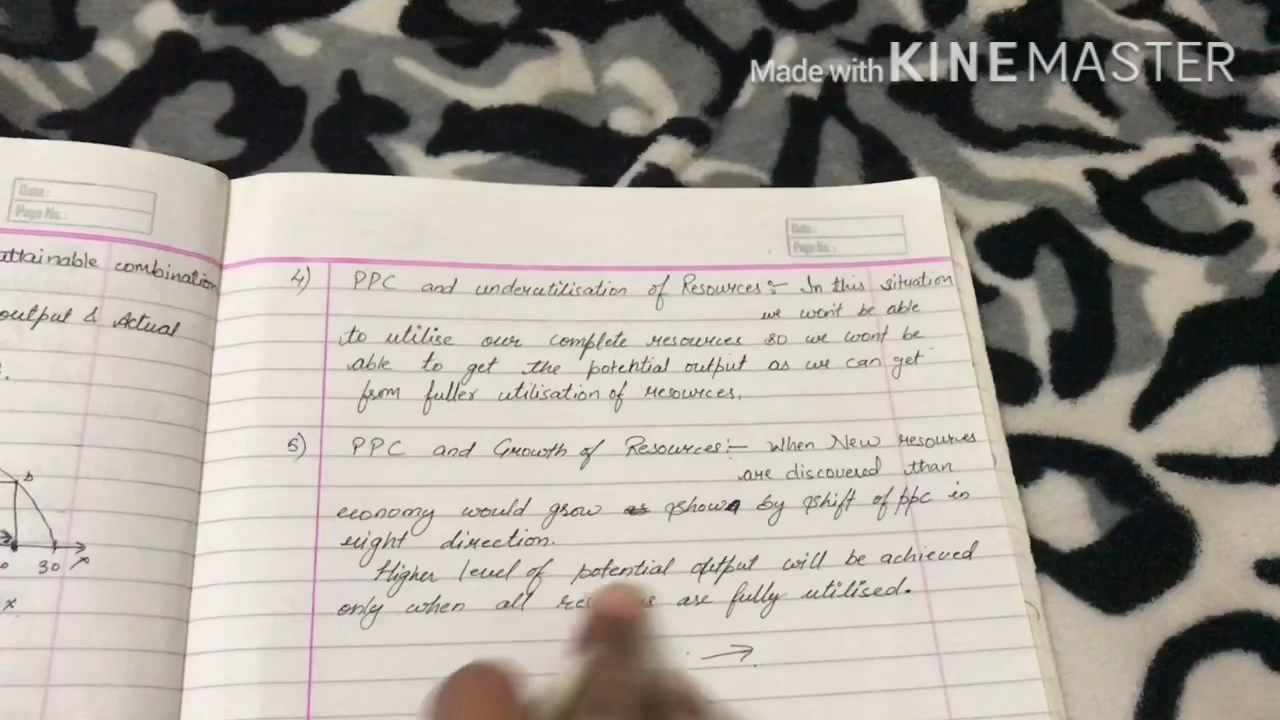 Made with KINEMASTER
Date:
Page No.:
attainable combination
output & Actual
b
30 x
x
Date:
Page No.:
4) PPC and underutilisation of Resources:- In this situation
we won't be able
to utilise our complete resources so we wont be
able to get the potential output as we can get
from fuller utilisation of resources.
5) PPC and Growth of Resources:- When New resources
are discovered than
economy would grow show by shift of ppc in
right direction.
Higher level of potential output will be achieved
only when all are fully utilised.
→